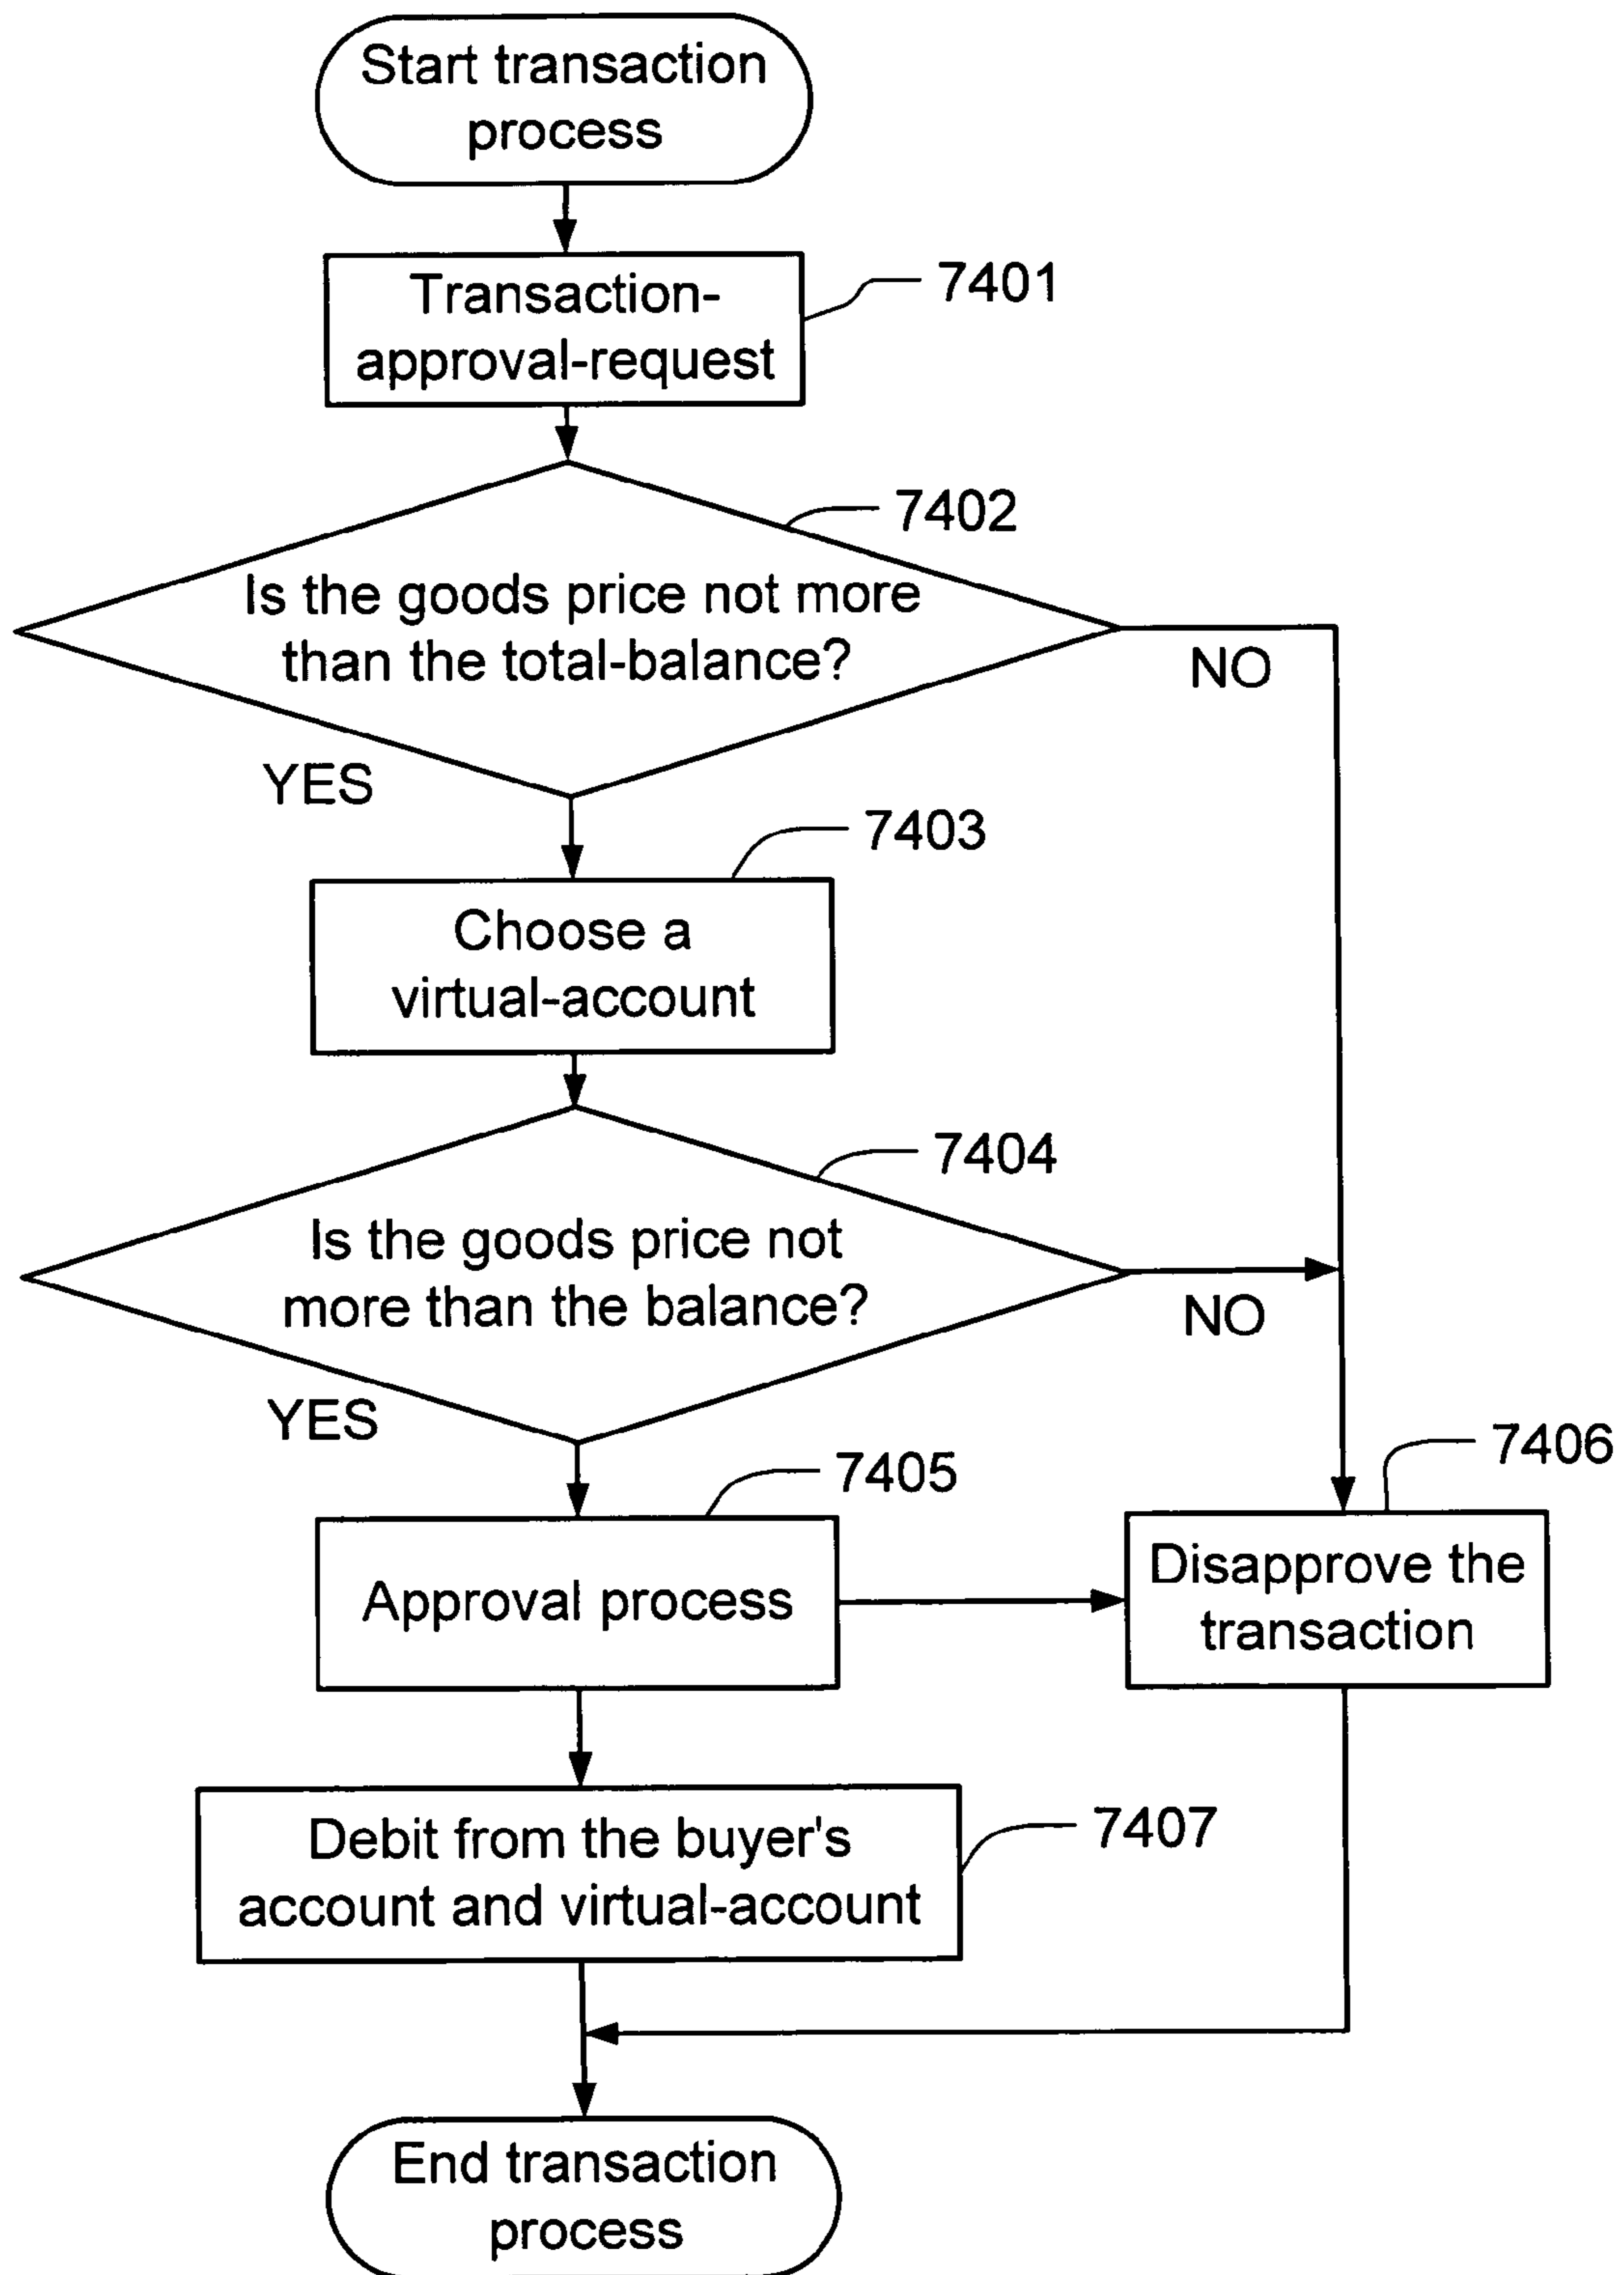 Start transaction
process
Transaction-
approval-request
7401
7402
Is the goods price not more
than the total-balance?
NO
YES
7403
Choose a
virtual-account
7404
Is the goods price not
more than the balance?
NO
YES
7405
7406
Approval process
Disapprove the
transaction
Debit from the buyer's
account and virtual-account
7407
End transaction
process